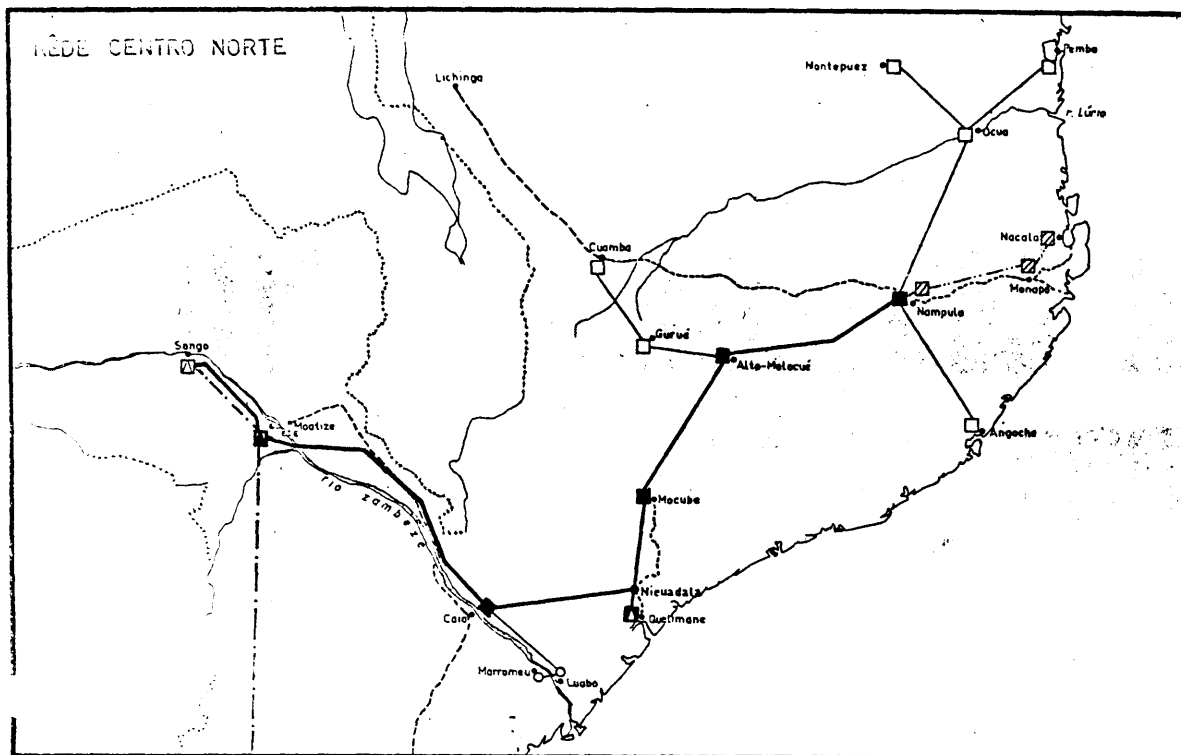 RÊDE CENTRO NORTE
Lichinga
Montepuez
Pemba
r. Lúrio
Ocua
Cuamba
Nacala
Monapo
Nampula
Gurué
Alto-Molocué
Songo
Moatize
Angoche
rio zambeze
Mocuba
Nicuadala
Quelimane
Caia
Marromeu
Luabo